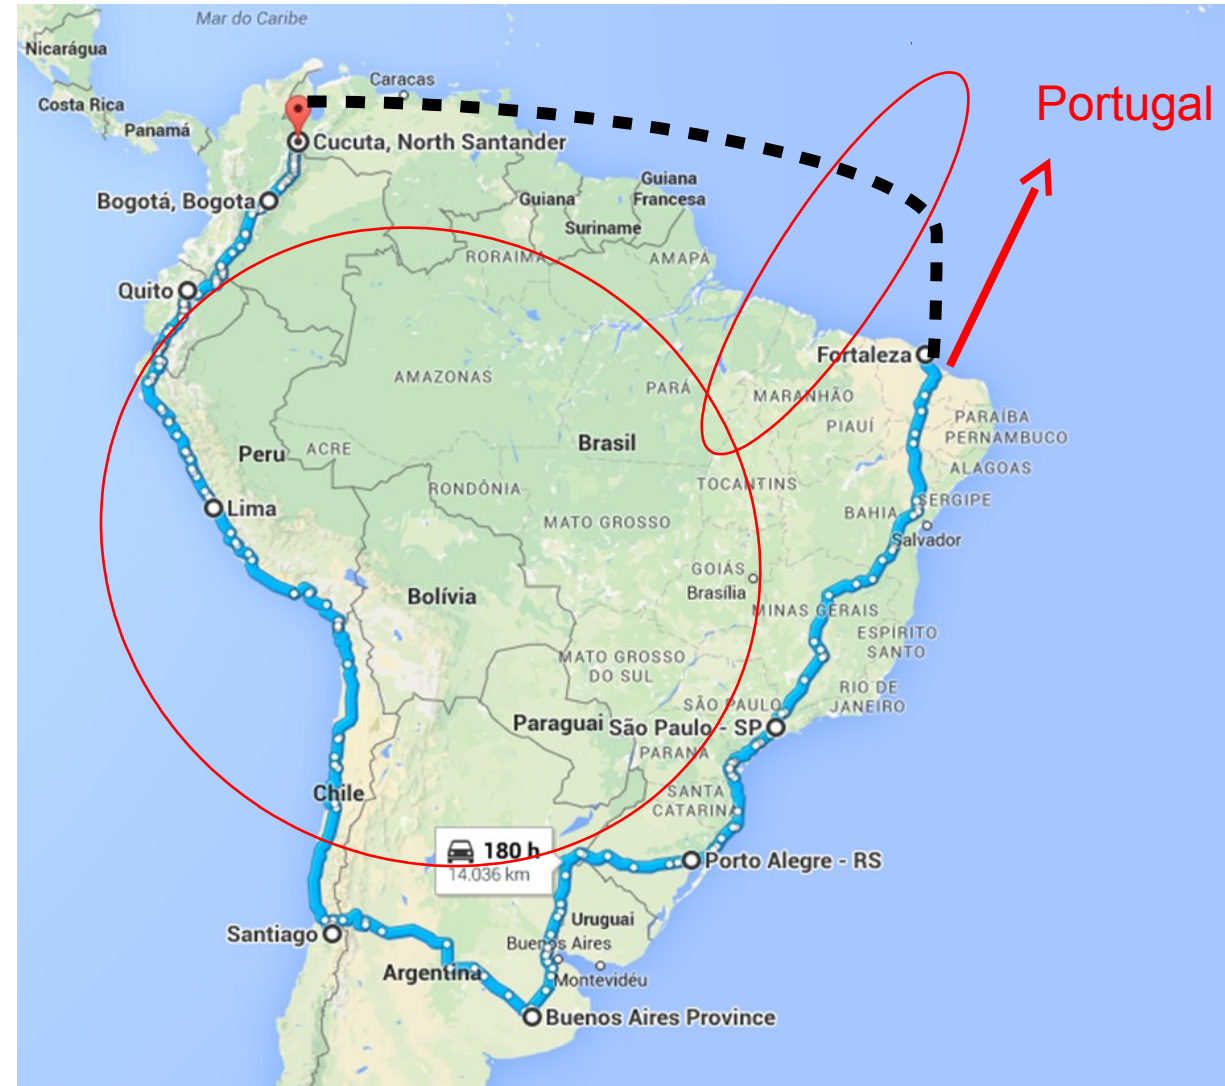 Mar do Caribe
Nicarágua
Caracas
Costa Rica
Portugal
Panamá
Cucuta, North Santander
Guiana
Francesa
Bogotá, Bogota
Guiana
Suriname
RORAIMA
AMAPÁ
Quito
Fortaleza
AMAZONAS
PARÁ
MARANHÃO
PIAUÍ
PARAÍBA
PERNAMBUCO
Brasil
Peru
ACRE
ALAGOAS
RONDÔNIA
TOCANTINS
SERGIPE
Lima
MATO GROSSO
BAHIA
Salvador
GOIÁS
Brasília
Bolívia
MINAS GERAIS
ESPÍRITO
SANTO
MATO GROSSO
DO SUL
RIO DE
JANEIRO
SÃO PAULO
Paraguai
São Paulo - SP
PARANÁ
Chile
SANTA
CATARINA
180 h
14.036 km
Porto Alegre - RS
Uruguai
Santiago
Buenos Aires
Argentina
Montevidéu
Buenos Aires Province